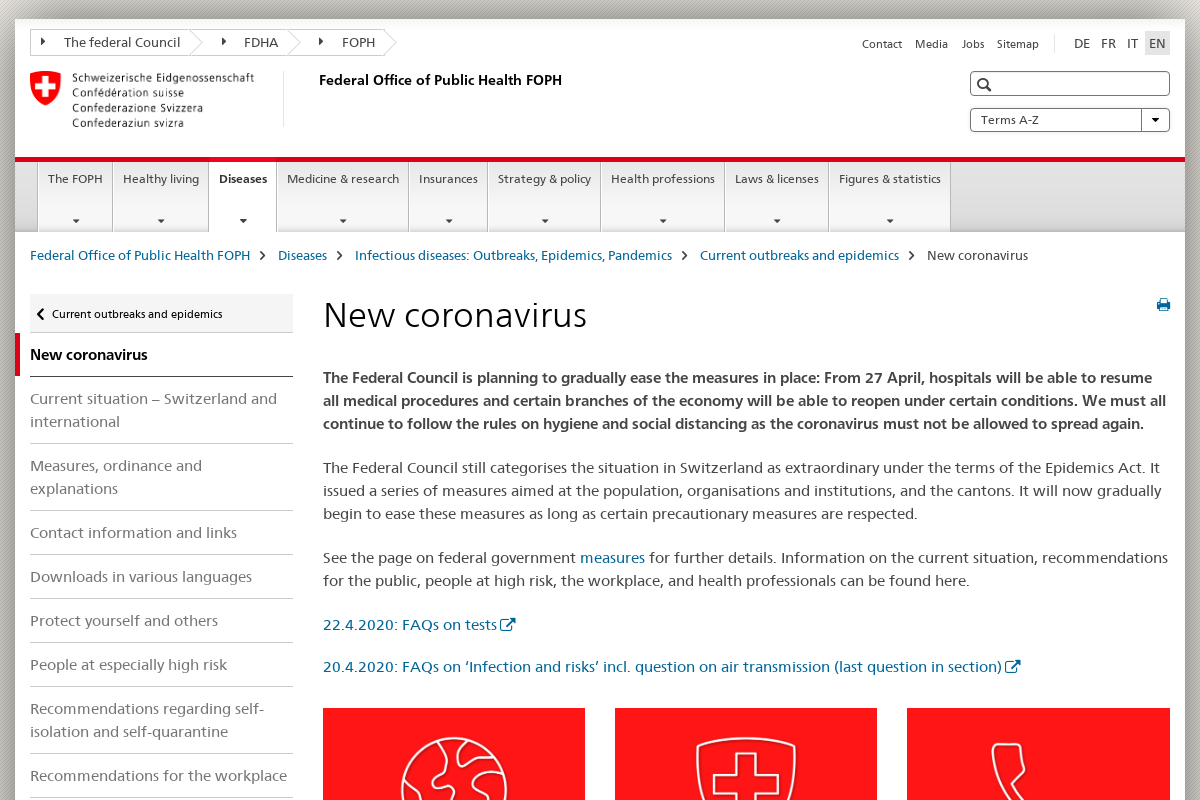 The federal Council
FDHA
FOPH
Contact
Media
Jobs
Sitemap
DE
FR
IT
EN
Schweizerische Eidgenossenschaft
Confédération suisse
Confederazione Svizzera
Confederaziun svizra
Federal Office of Public Health FOPH
Terms A-Z
The FOPH
Healthy living
Diseases
Medicine & research
Insurances
Strategy & policy
Health professions
Laws & licenses
Figures & statistics
Federal Office of Public Health FOPH
Diseases
Infectious diseases: Outbreaks, Epidemics, Pandemics
Current outbreaks and epidemics
New coronavirus
Current outbreaks and epidemics
New coronavirus
Current situation – Switzerland and
international
Measures, ordinance and
explanations
Contact information and links
Downloads in various languages
Protect yourself and others
People at especially high risk
Recommendations regarding self-
isolation and self-quarantine
Recommendations for the workplace
New coronavirus
The Federal Council is planning to gradually ease the measures in place: From 27 April, hospitals will be able to resume
all medical procedures and certain branches of the economy will be able to reopen under certain conditions. We must all
continue to follow the rules on hygiene and social distancing as the coronavirus must not be allowed to spread again.
The Federal Council still categorises the situation in Switzerland as extraordinary under the terms of the Epidemics Act. It
issued a series of measures aimed at the population, organisations and institutions, and the cantons. It will now gradually
begin to ease these measures as long as certain precautionary measures are respected.
See the page on federal government measures for further details. Information on the current situation, recommendations
for the public, people at high risk, the workplace, and health professionals can be found here.
22.4.2020: FAQs on tests
20.4.2020: FAQs on ‘Infection and risks’ incl. question on air transmission (last question in section)